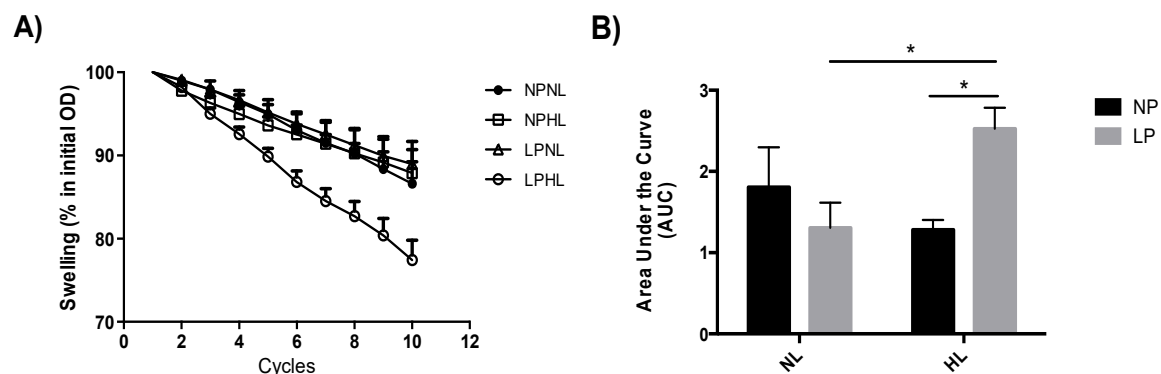 A)
100
90
80
70
Swelling (% in initial OD)
0
2
4
6
8
10
12
Cycles
NPNL
NPHL
LPNL
LPHL
B)
*
*
3
2
1
0
Area Under the Curve
(AUC)
NL
HL
NP
LP